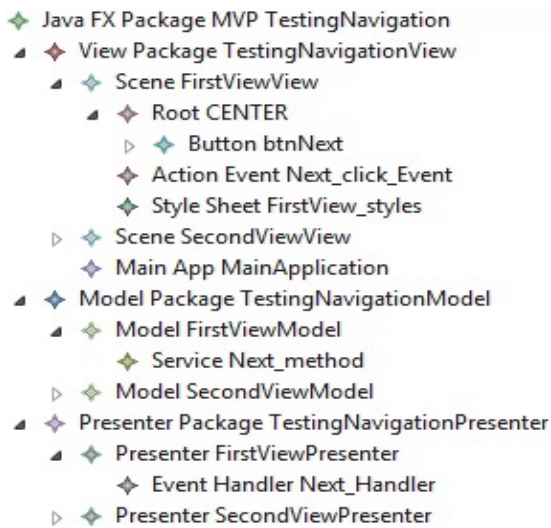 Java FX Package MVP TestingNavigation
View Package TestingNavigationView
Scene FirstViewView
Root CENTER
Button btnNext
Action Event Next_click_Event
Style Sheet FirstView_styles
Scene SecondViewView
Main App MainApplication
Model Package TestingNavigationModel
Model FirstViewModel
Service Next_method
Model SecondViewModel
Presenter Package TestingNavigationPresenter
Presenter FirstViewPresenter
Event Handler Next_Handler
Presenter SecondViewPresenter